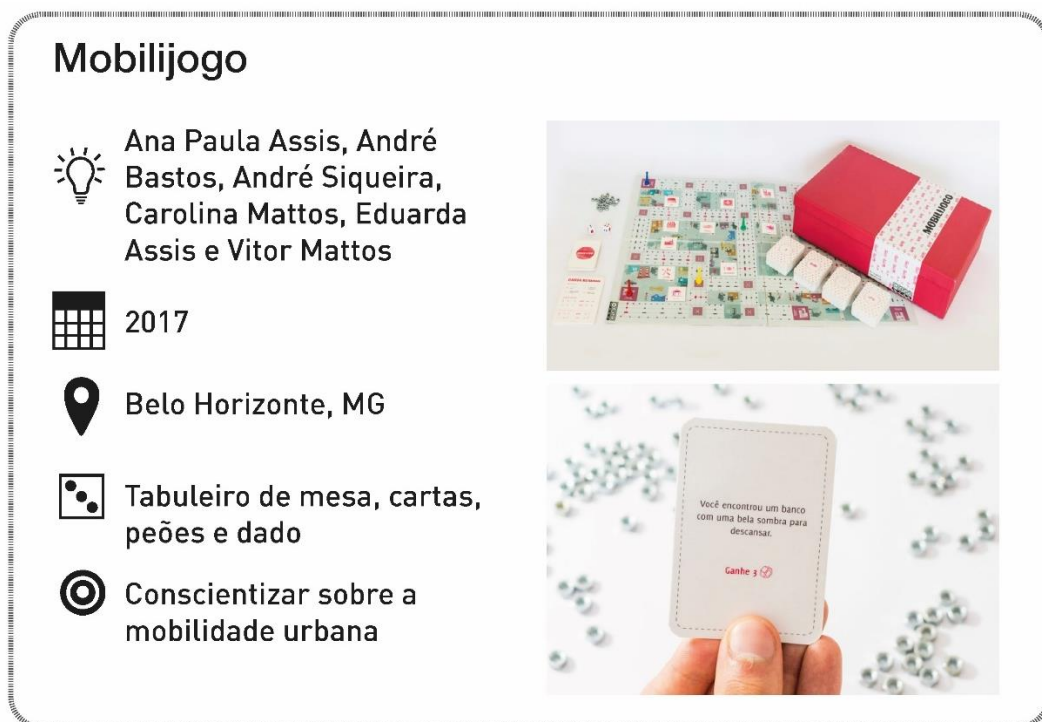 Mobilijogo
Ana Paula Assis, André
Bastos, André Siqueira,
Carolina Mattos, Eduarda
Assis e Vitor Mattos
2017
Belo Horizonte, MG
Tabuleiro de mesa, cartas,
peões e dado
Conscientizar sobre a
mobilidade urbana
MOBILIJOGO
Você encontrou um banco
com uma bela sombra para
descansar.
Ganhe 3